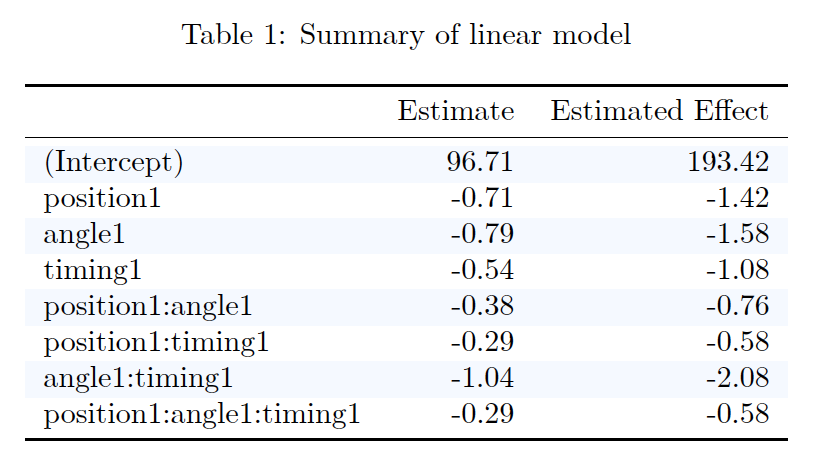 Table 1: Summary of linear model
Estimate Estimated Effect
(Intercept) 96.71 193.42
position1 -0.71 -1.42
angle1 -0.79 -1.58
timing1 -0.54 -1.08
position1:angle1 -0.38 -0.76
position1:timing1 -0.29 -0.58
angle1:timing1 -1.04 -2.08
position1:angle1:timing1 -0.29 -0.58